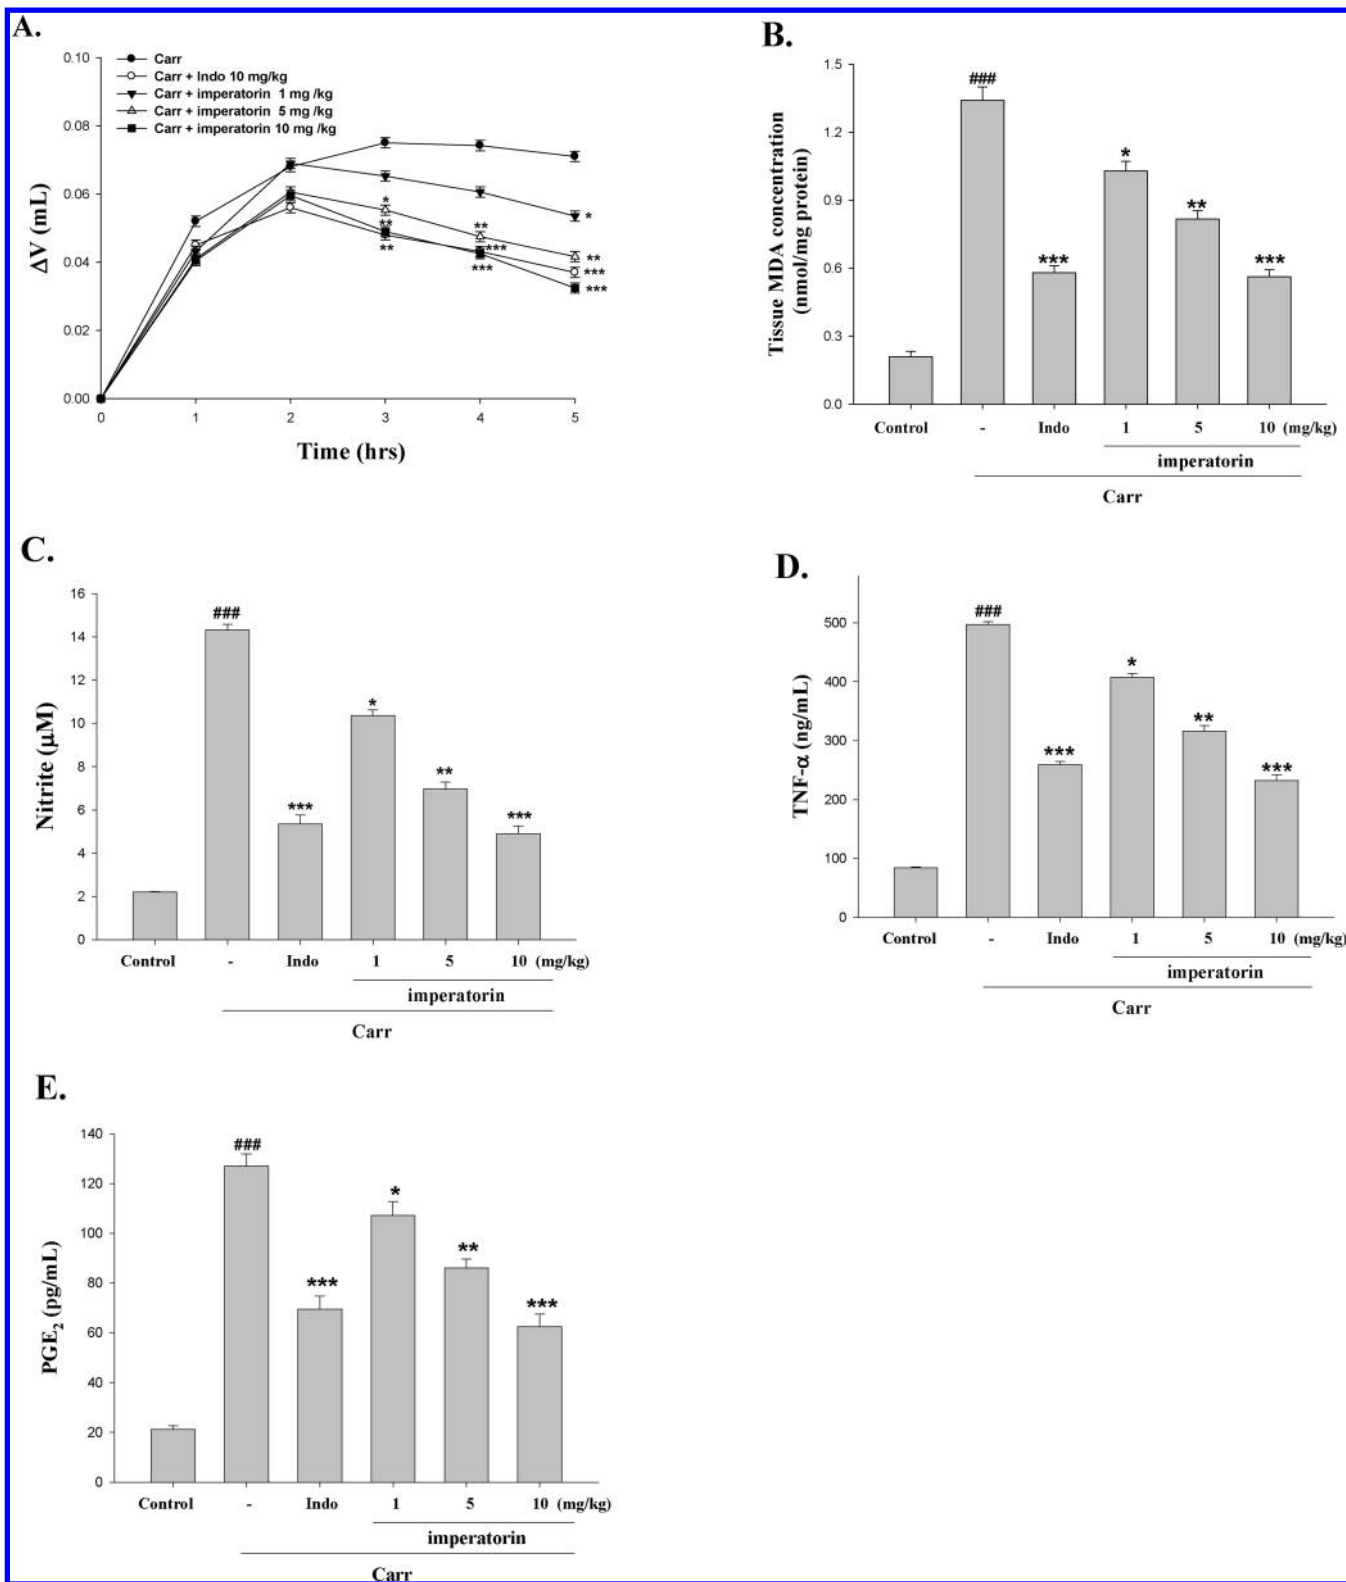 A.
Carr
Carr + Indo 10 mg/kg
Carr + imperatorin 1 mg /kg
Carr + imperatorin 5 mg /kg
Carr + imperatorin 10 mg /kg
0.10
0.08
0.06
0.04
0.02
0.00
ΔV (mL)
*
**
**
**
***
***
*
**
***
***
0 1 2 3 4 5
Time (hrs)
B.
1.5
1.2
0.9
0.6
0.3
0.0
Tissue MDA concentration
(nmol/mg protein)
###
***
*
**
***
Control - Indo 1 5 10 (mg/kg)
imperatorin
Carr
C.
16
14
12
10
8
6
4
2
0
Nitrite (µM)
###
***
*
**
***
Control - Indo 1 5 10 (mg/kg)
imperatorin
Carr
D.
500
400
300
200
100
0
TNF-α (ng/mL)
###
***
*
**
***
Control - Indo 1 5 10 (mg/kg)
imperatorin
Carr
E.
140
120
100
80
60
40
20
0
PGE₂ (pg/mL)
###
***
*
**
***
Control - Indo 1 5 10 (mg/kg)
imperatorin
Carr